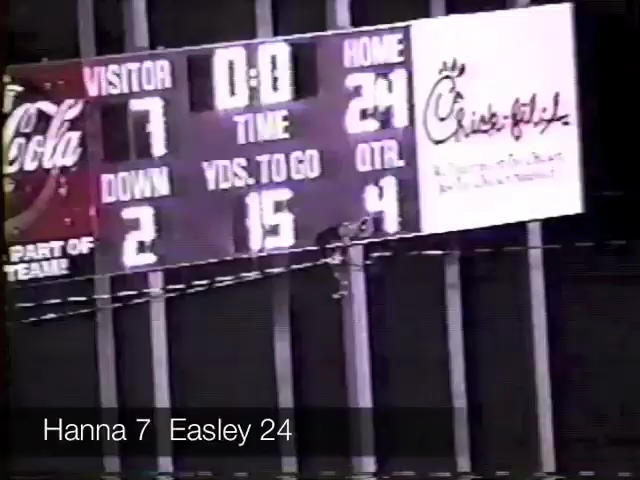 VISITOR 0:0 HOME
7 TIME 24
DOWN YDS. TO GO QTR.
2 15 4
Cola
PART OF
TEAM!
Chick-fil-A
Hanna 7 Easley 24